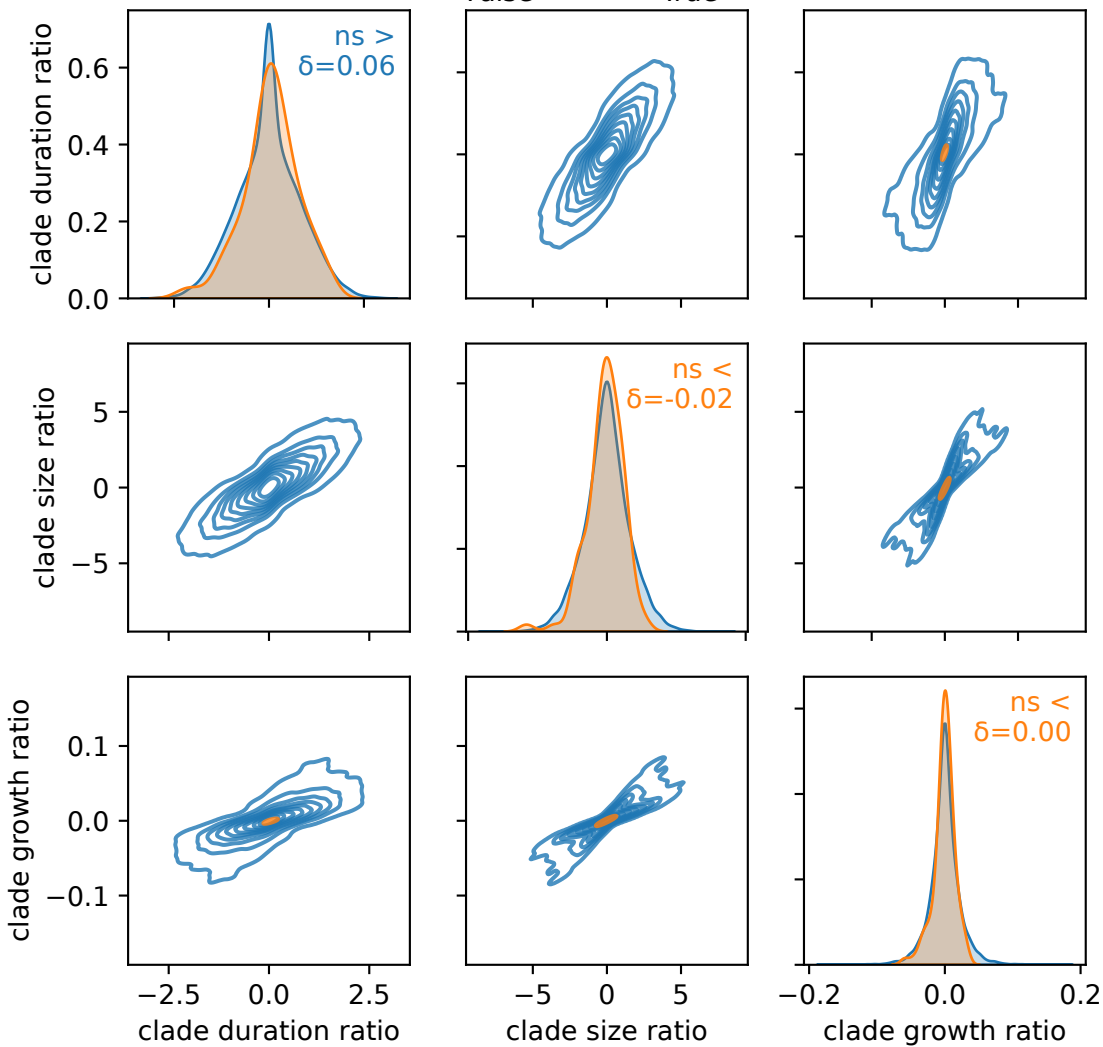 clade duration ratio
0.6
0.4
0.2
0.0
ns >
δ=0.06
clade size ratio
5
0
−5
ns <
δ=-0.02
clade growth ratio
0.1
0.0
−0.1
ns <
δ=0.00
−2.5
0.0
2.5
−5
0
5
−0.2
0.0
0.2
clade duration ratio
clade size ratio
clade growth ratio